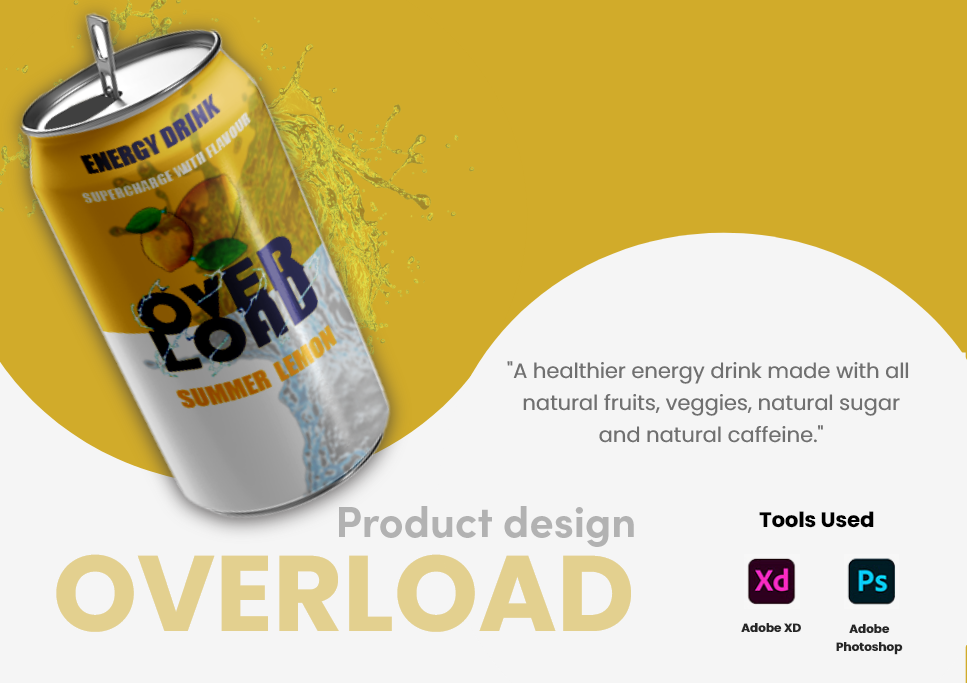 ENERGY DRINK
SUPERCHARGE WITH FLAVOUR
OVER
LOAD
SUMMER LEMON
"A healthier energy drink made with all
natural fruits, veggies, natural sugar
and natural caffeine."
Product design
OVERLOAD
Tools Used
Xd
Ps
Adobe XD
Adobe
Photoshop